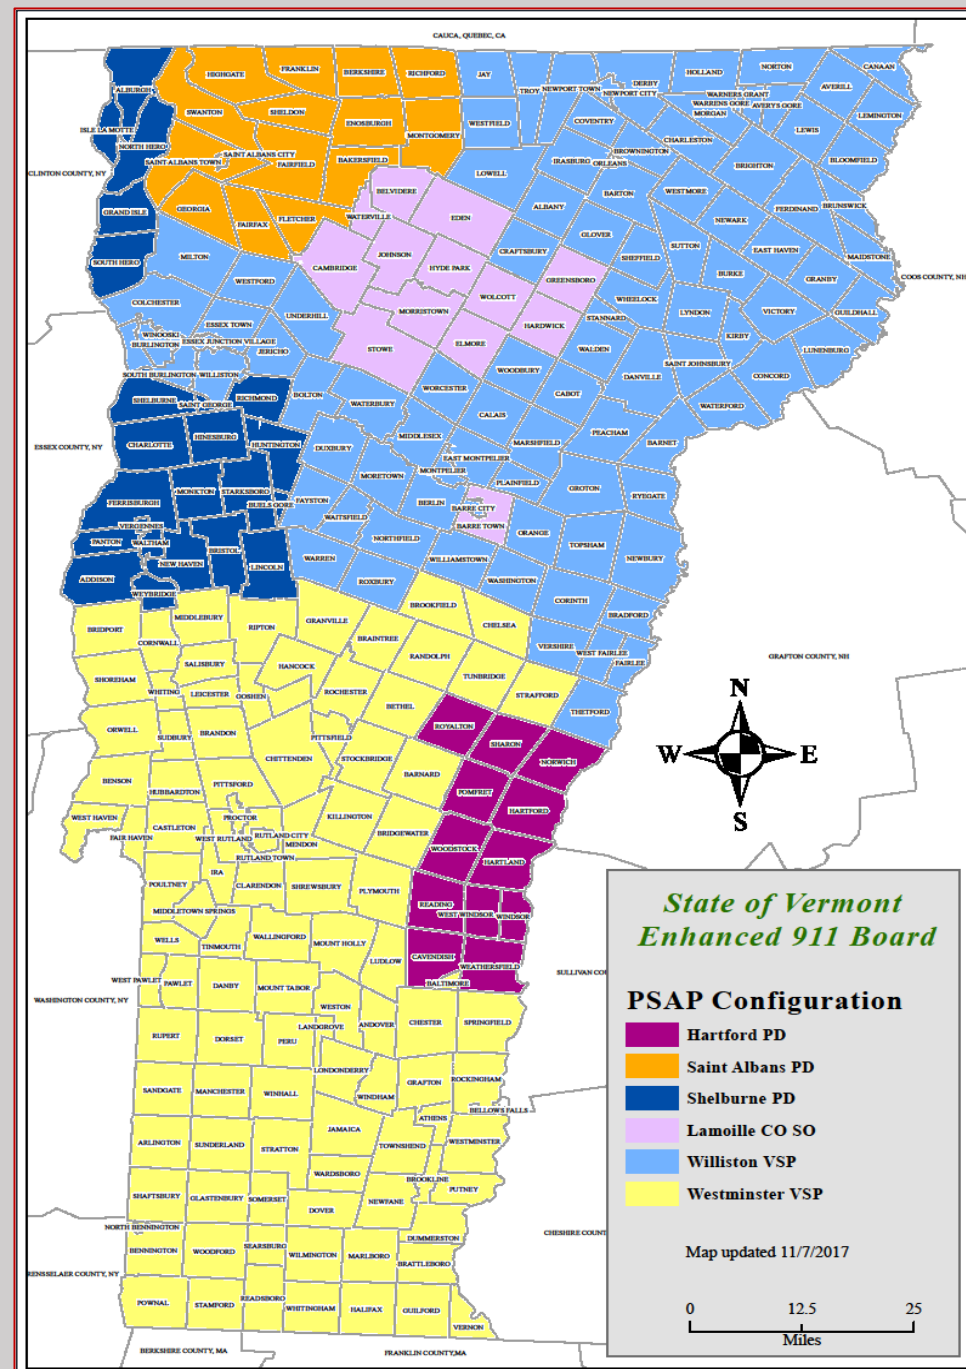 CAUCA, QUEBEC, CA
HIGHGATE
FRANKLIN
BERKSHIRE
RICHFORD
JAY
TROY
NEWPORT TOWN
NEWPORT CITY
DERBY
HOLLAND
NORTON
CANAAN
AVERILL
ALBURGH
SWANTON
SHELDON
ENOSBURGH
MONTGOMERY
WESTFIELD
COVENTRY
WARNERS GRANT
WARRENS GORE
AVERYS GORE
MORGAN
LEWIS
LEMINGTON
ISLE LA MOTTE
NORTH HERO
SAINT ALBANS TOWN
SAINT ALBANS CITY
FAIRFIELD
BAKERSFIELD
LOWELL
IRASBURG
ORLEANS
BROWNINGTON
CHARLESTON
BRIGHTON
BLOOMFIELD
CLINTON COUNTY, NY
GRAND ISLE
GEORGIA
FAIRFAX
FLETCHER
WATERVILLE
BELVIDERE
EDEN
ALBANY
BARTON
WESTMORE
NEWARK
FERDINAND
BRUNSWICK
SOUTH HERO
MILTON
WESTFORD
CAMBRIDGE
JOHNSON
HYDE PARK
CRAFTSBURY
GLOVER
SHEFFIELD
SUTTON
BURKE
EAST HAVEN
MAIDSTONE
GRANBY
COOS COUNTY, NH
COLCHESTER
ESSEX TOWN
UNDERHILL
MORRISTOWN
WOLCOTT
GREENSBORO
HARDWICK
STANNARD
WHEELOCK
LYNDON
VICTORY
GUILDHALL
WINOOSKI
BURLINGTON
ESSEX JUNCTION VILLAGE
JERICHO
STOWE
ELMORE
WOODBURY
WALDEN
DANVILLE
SAINT JOHNSBURY
KIRBY
CONCORD
LUNENBURG
SOUTH BURLINGTON
WILLISTON
SHELBURNE
SAINT GEORGE
RICHMOND
BOLTON
WATERBURY
WORCESTER
CALAIS
CABOT
PEACHAM
BARNET
WATERFORD
ESSEX COUNTY, NY
CHARLOTTE
HINESBURG
HUNTINGTON
DUXBURY
MIDDLESEX
EAST MONTPELIER
MARSHFIELD
MORETOWN
MONTPELIER
PLAINFIELD
GROTON
RYEGATE
FERRISBURGH
MONKTON
STARKSBORO
BUELS GORE
FAYSTON
WAITSFIELD
BERLIN
BARRE CITY
BARRE TOWN
ORANGE
TOPSHAM
NEWBURY
VERGENNES
PANTON
WALTHAM
NEW HAVEN
BRISTOL
LINCOLN
WARREN
NORTHFIELD
ROXBURY
WILLIAMSTOWN
WASHINGTON
CORINTH
BRADFORD
ADDISON
WEYBRIDGE
BRIDPORT
CORNWALL
MIDDLEBURY
RIPTON
GRANVILLE
BRAINTREE
BROOKFIELD
CHELSEA
VERSHIRE
WEST FAIRLEE
FAIRLEE
GRAFTON COUNTY, NH
SHOREHAM
WHITING
SALISBURY
LEICESTER
GOSHEN
HANCOCK
ROCHESTER
RANDOLPH
BETHEL
TUNBRIDGE
STRAFFORD
THETFORD
ORWELL
SUDBURY
BRANDON
PITTSFIELD
CHITTENDEN
STOCKBRIDGE
ROYALTON
SHARON
NORWICH
BENSON
HUBBARDTON
PITTSFORD
BARNARD
POMFRET
HARTFORD
WEST HAVEN
FAIR HAVEN
CASTLETON
PROCTOR
WEST RUTLAND
RUTLAND CITY
MENDON
RUTLAND TOWN
KILLINGTON
BRIDGEWATER
WOODSTOCK
HARTLAND
POULTNEY
IRA
CLARENDON
SHREWSBURY
PLYMOUTH
READING
WEST WINDSOR
WINDSOR
MIDDLETOWN SPRINGS
WELLS
TINMOUTH
WALLINGFORD
MOUNT HOLLY
LUDLOW
CAVENDISH
WEATHERSFIELD
BALTIMORE
SULLIVAN COU
WEST PAWLET
PAWLET
DANBY
MOUNT TABOR
WESTON
WASHINGTON COUNTY, NY
RUPERT
DORSET
PERU
LANDGROVE
ANDOVER
CHESTER
SPRINGFIELD
SANDGATE
MANCHESTER
WINHALL
LONDONDERRY
WINDHAM
GRAFTON
ROCKINGHAM
BELLOWS FALLS
ATHENS
ARLINGTON
SUNDERLAND
STRATTON
JAMAICA
TOWNSHEND
WESTMINSTER
WARDSBORO
BROOKLINE
PUTNEY
SHAFTSBURY
GLASTENBURY
SOMERSET
DOVER
NEWFANE
NORTH BENNINGTON
BENNINGTON
WOODFORD
SEARSBURG
WILMINGTON
MARLBORO
DUMMERSTON
BRATTLEBORO
CHESHIRE COUNT
RENSSELAER COUNTY, NY
POWNAL
STAMFORD
READSBORO
WHITINGHAM
HALIFAX
GUILFORD
VERNON
BERKSHIRE COUNTY, MA
FRANKLIN COUNTY,MA
N
W E
S
State of Vermont
Enhanced 911 Board
PSAP Configuration
Hartford PD
Saint Albans PD
Shelburne PD
Lamoille CO SO
Williston VSP
Westminster VSP
Map updated 11/7/2017
0 12.5 25
Miles